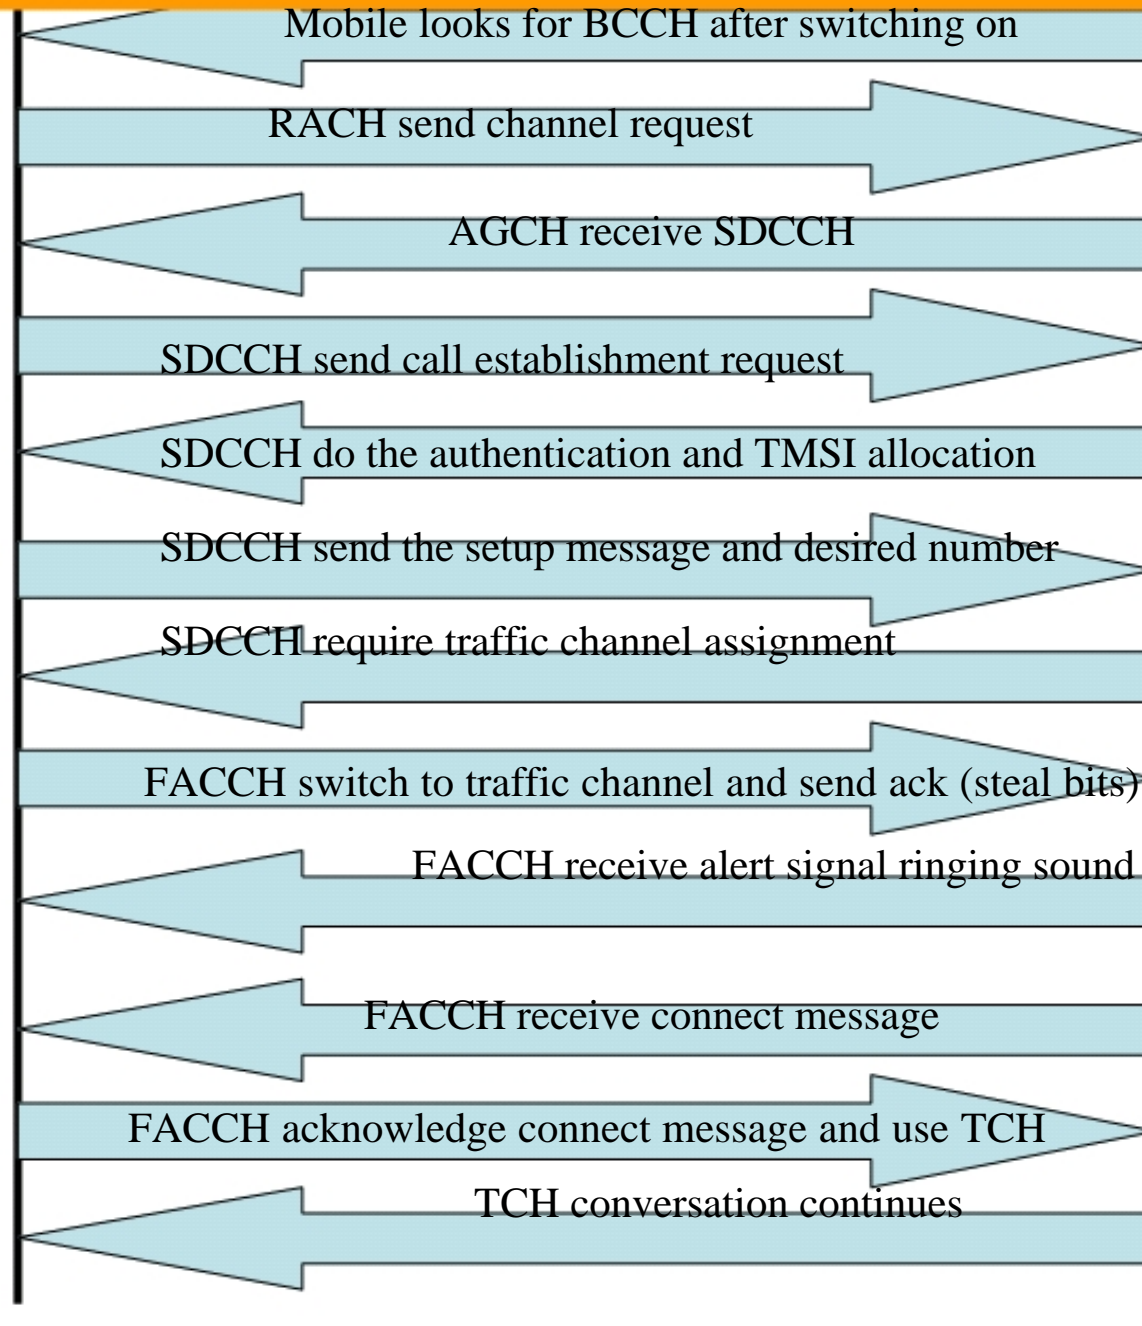 Mobile looks for BCCH after switching on
RACH send channel request
AGCH receive SDCCH
SDCCH send call establishment request
SDCCH do the authentication and TMSI allocation
SDCCH send the setup message and desired number
SDCCH require traffic channel assignment
FACCH switch to traffic channel and send ack (steal bits)
FACCH receive alert signal ringing sound
FACCH receive connect message
FACCH acknowledge connect message and use TCH
TCH conversation continues